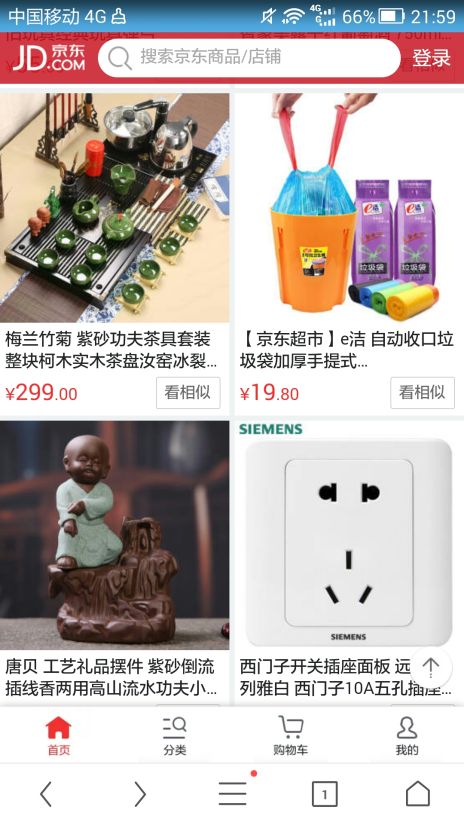 中国移动 4G
4G
G
66%
21:59
JD 京东
.COM
搜索京东商品/店铺
登录
e洁
垃圾袋
e洁
垃圾袋
梅兰竹菊 紫砂功夫茶具套装
整块柯木实木茶盘汝窑冰裂...
¥299.00
看相似
【京东超市】e洁 自动收口垃
圾袋加厚手提式...
¥19.80
看相似
SIEMENS
SIEMENS
唐贝 工艺礼品摆件 紫砂倒流
插线香两用高山流水功夫小...
西门子开关插座面板 远
列雅白 西门子10A五孔插座...
首页
分类
购物车
我的
1